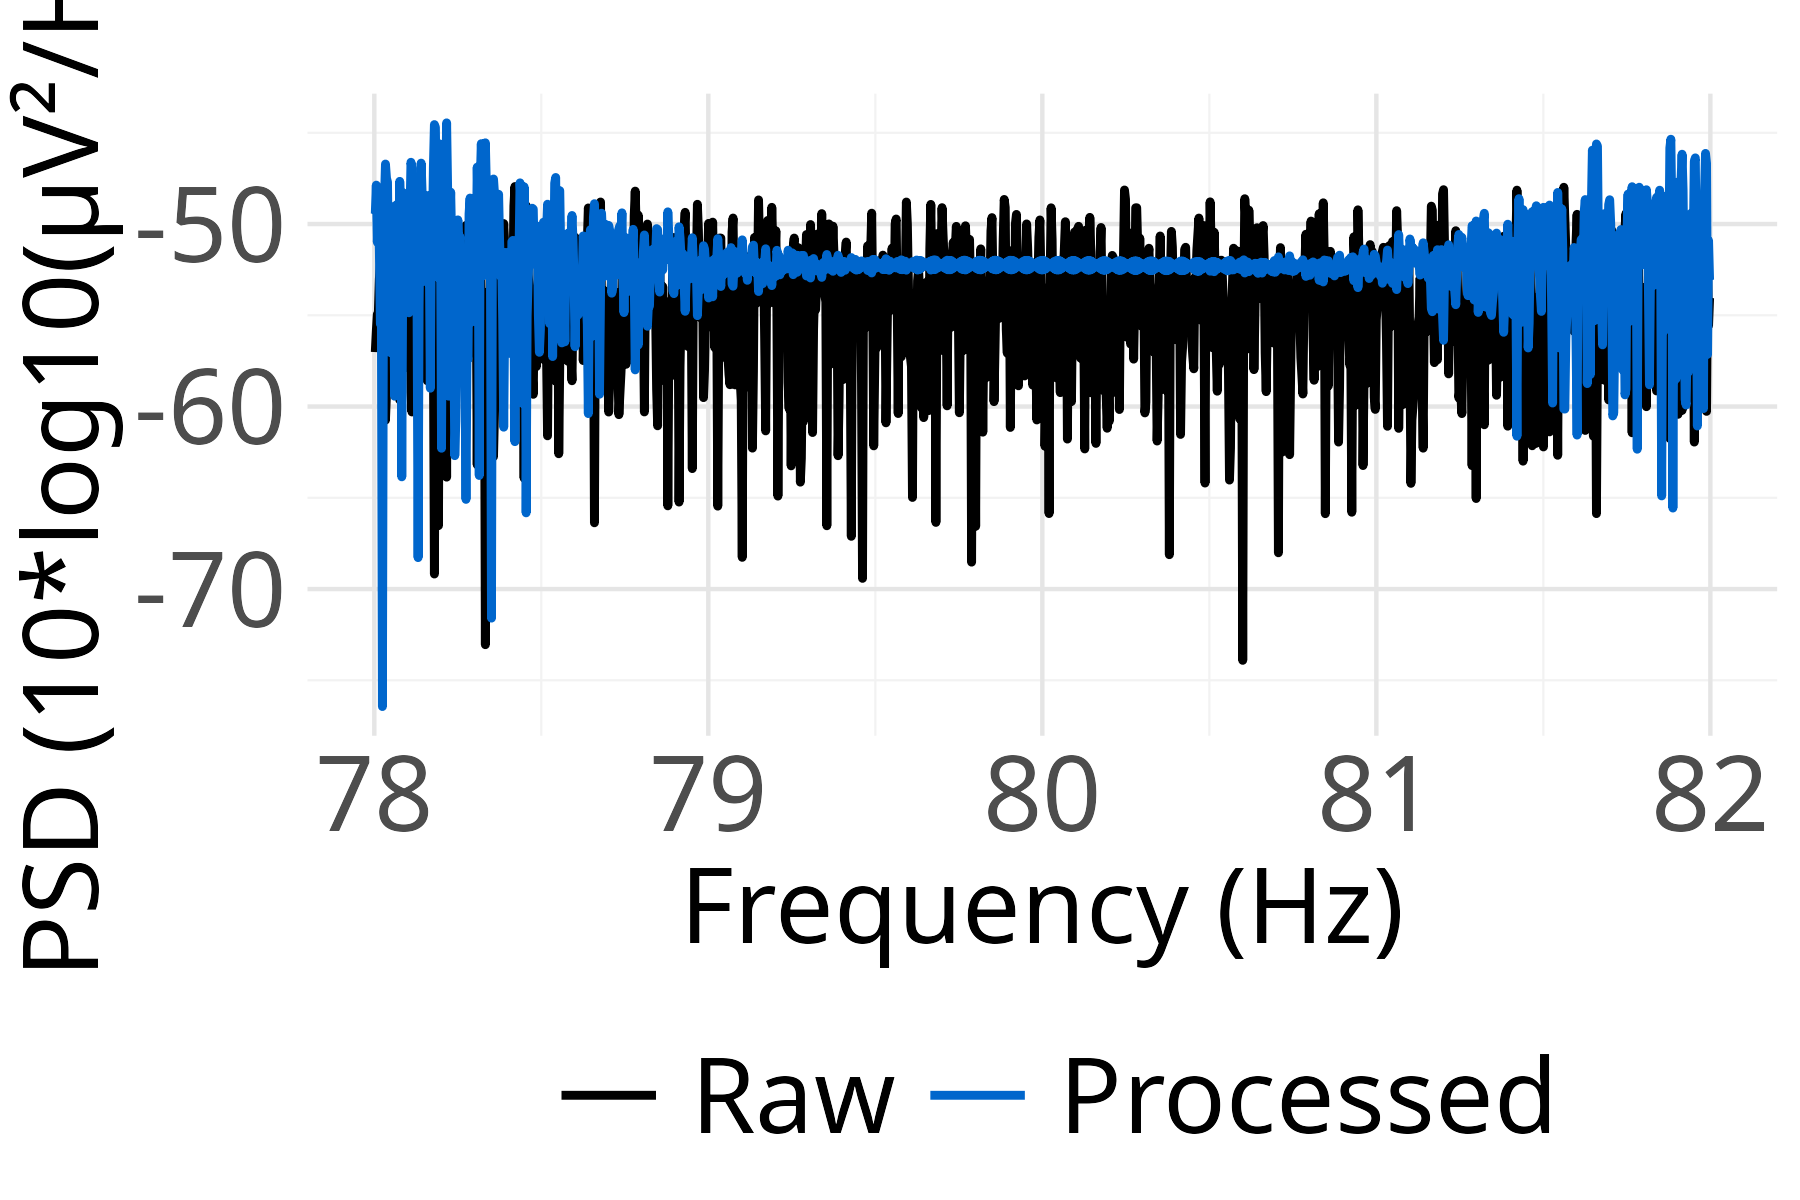 PSD (10*log10(µV²/H
-50
-60
-70
78 79 80 81 82
Frequency (Hz)
Raw Processed